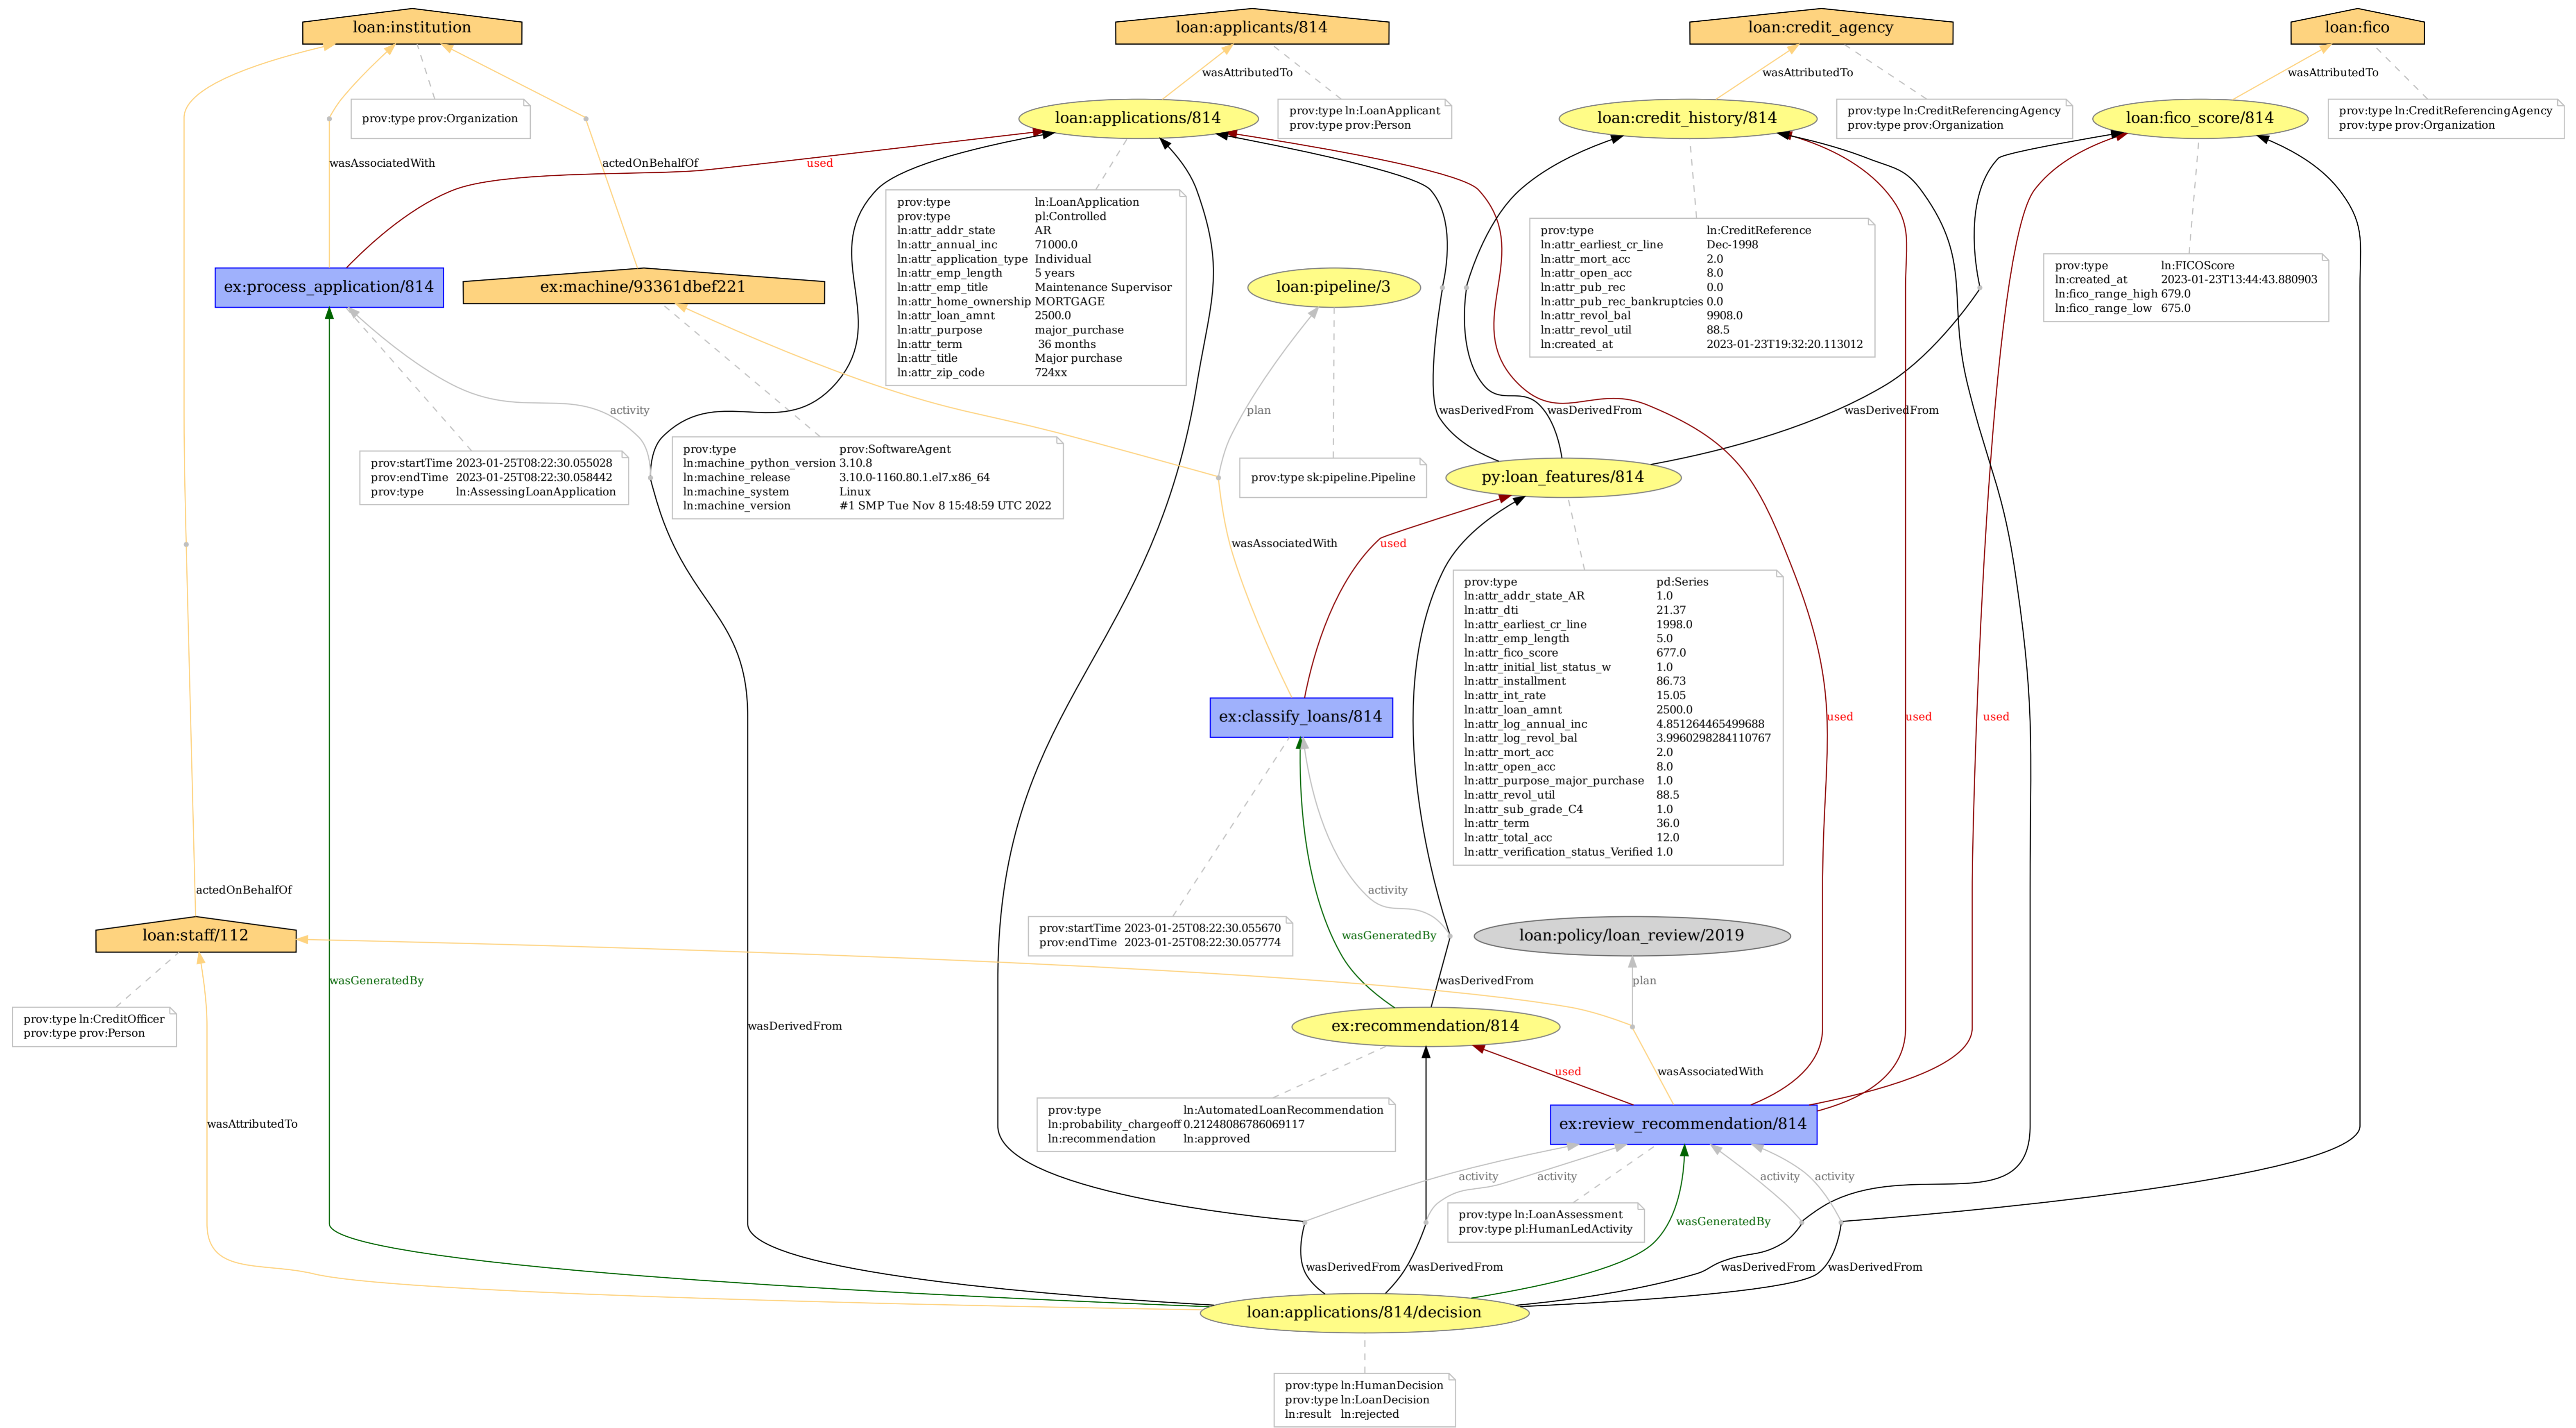 loan:institution
loan:applicants/814
loan:credit_agency
loan:fico
wasAttributedTo
wasAttributedTo
wasAttributedTo
prov:type prov:Organization
loan:applications/814
prov:type ln:LoanApplicant
prov:type prov:Person
loan:credit_history/814
prov:type ln:CreditReferencingAgency
prov:type prov:Organization
loan:fico_score/814
prov:type ln:CreditReferencingAgency
prov:type prov:Organization
wasAssociatedWith
actedOnBehalfOf
used
prov:type ln:LoanApplication
prov:type pl:Controlled
ln:attr_addr_state AR
ln:attr_annual_inc 71000.0
ln:attr_application_type Individual
ln:attr_emp_length 5 years
ln:attr_emp_title Maintenance Supervisor
ln:attr_home_ownership MORTGAGE
ln:attr_loan_amnt 2500.0
ln:attr_purpose major_purchase
ln:attr_term 36 months
ln:attr_title Major purchase
ln:attr_zip_code 724xx
prov:type ln:CreditReference
ln:attr_earliest_cr_line Dec-1998
ln:attr_mort_acc 2.0
ln:attr_open_acc 8.0
ln:attr_pub_rec 0.0
ln:attr_pub_rec_bankruptcies 0.0
ln:attr_revol_bal 9908.0
ln:attr_revol_util 88.5
ln:created_at 2023-01-23T19:32:20.113012
prov:type ln:FICOScore
ln:created_at 2023-01-23T13:44:43.880903
ln:fico_range_high 679.0
ln:fico_range_low 675.0
ex:process_application/814
ex:machine/93361dbef221
loan:pipeline/3
activity
plan
wasDerivedFrom
wasDerivedFrom
wasDerivedFrom
prov:startTime 2023-01-25T08:22:30.055028
prov:endTime 2023-01-25T08:22:30.058442
prov:type ln:AssessingLoanApplication
prov:type prov:SoftwareAgent
ln:machine_python_version 3.10.8
ln:machine_release 3.10.0-1160.80.1.el7.x86_64
ln:machine_system Linux
ln:machine_version #1 SMP Tue Nov 8 15:48:59 UTC 2022
prov:type sk:pipeline.Pipeline
py:loan_features/814
wasAssociatedWith
used
prov:type pd:Series
ln:attr_addr_state_AR 1.0
ln:attr_dti 21.37
ln:attr_earliest_cr_line 1998.0
ln:attr_emp_length 5.0
ln:attr_fico_score 677.0
ln:attr_initial_list_status_w 1.0
ln:attr_installment 86.73
ln:attr_int_rate 15.05
ln:attr_loan_amnt 2500.0
ln:attr_log_annual_inc 4.851264465499688
ln:attr_log_revol_bal 3.9960298284110767
ln:attr_mort_acc 2.0
ln:attr_open_acc 8.0
ln:attr_purpose_major_purchase 1.0
ln:attr_revol_util 88.5
ln:attr_sub_grade_C4 1.0
ln:attr_term 36.0
ln:attr_total_acc 12.0
ln:attr_verification_status_Verified 1.0
ex:classify_loans/814
used
used
used
actedOnBehalfOf
activity
loan:staff/112
prov:startTime 2023-01-25T08:22:30.055670
prov:endTime 2023-01-25T08:22:30.057774
wasGeneratedBy
loan:policy/loan_review/2019
wasGeneratedBy
wasDerivedFrom
plan
prov:type ln:CreditOfficer
prov:type prov:Person
wasDerivedFrom
ex:recommendation/814
used
wasAssociatedWith
prov:type ln:AutomatedLoanRecommendation
ln:probability_chargeoff 0.21248086786069117
ln:recommendation ln:approved
wasAttributedTo
ex:review_recommendation/814
activity
activity
activity
activity
prov:type ln:LoanAssessment
prov:type pl:HumanLedActivity
wasGeneratedBy
wasDerivedFrom
wasDerivedFrom
wasDerivedFrom
wasDerivedFrom
loan:applications/814/decision
prov:type ln:HumanDecision
prov:type ln:LoanDecision
ln:result ln:rejected